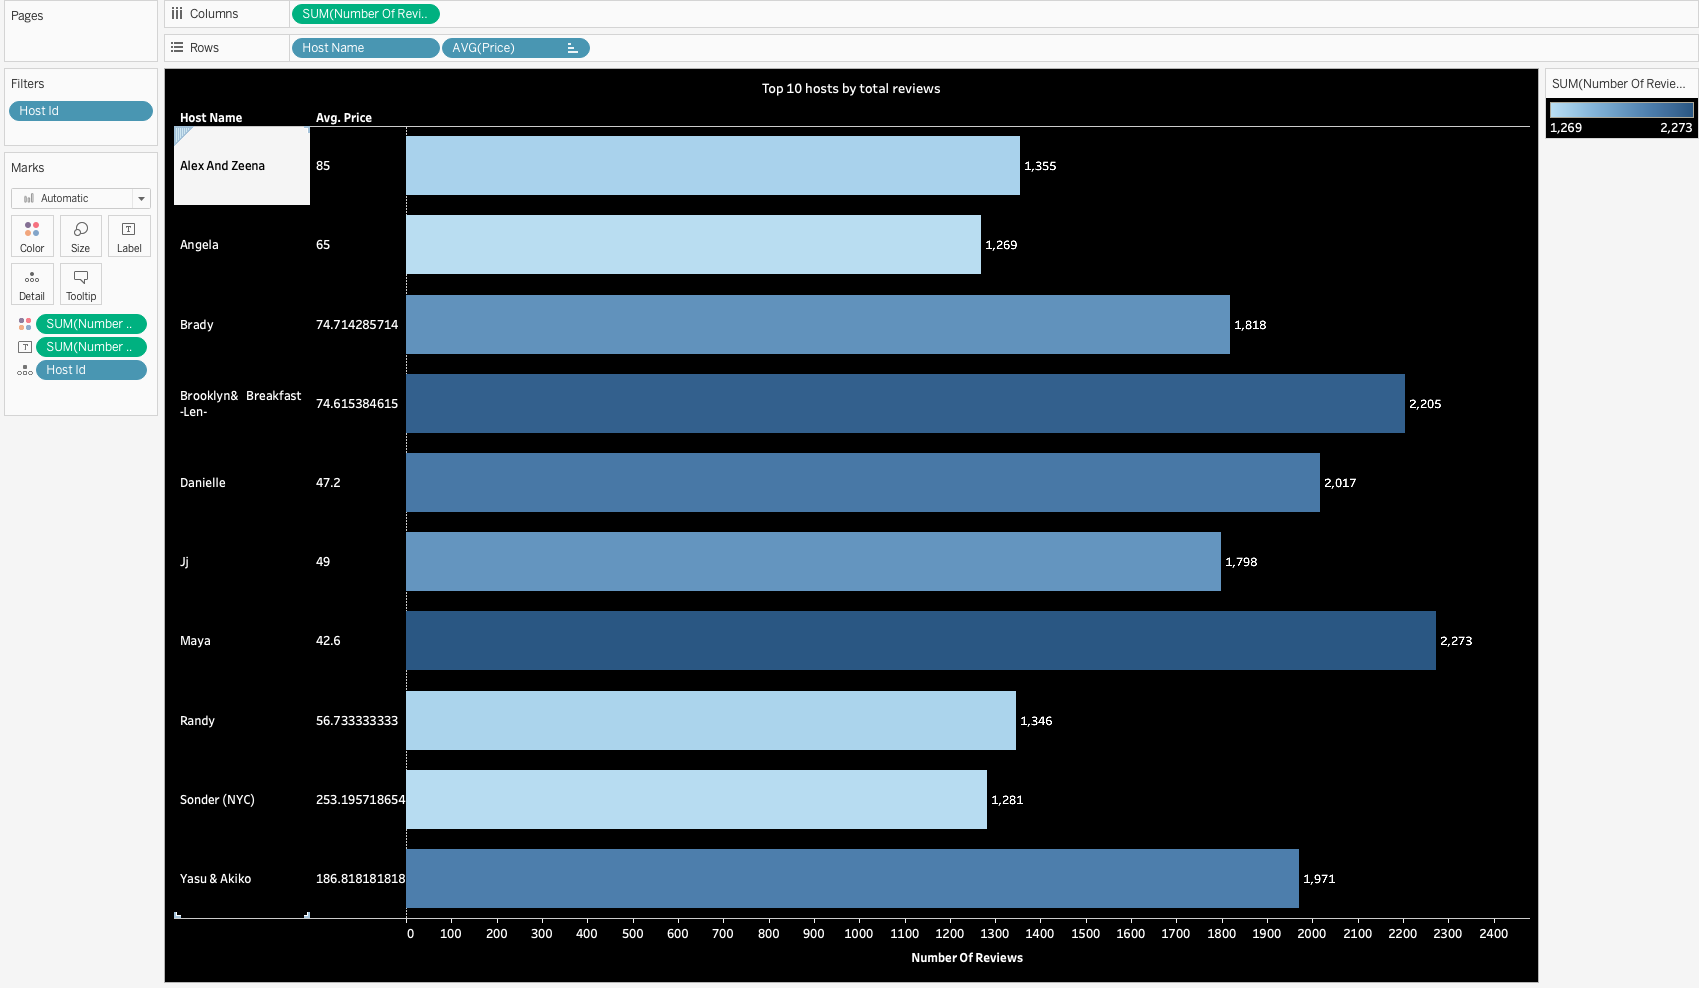 Pages
Columns
SUM(Number Of Revi..
Rows
Host Name
AVG(Price)
Filters
Host Id
Marks
Automatic
Color
Size
Label
Detail
Tooltip
SUM(Number ..
SUM(Number ..
Host Id
Top 10 hosts by total reviews
Host Name Avg. Price
Alex And Zeena 85 1,355
Angela 65 1,269
Brady 74.714285714 1,818
Brooklyn& Breakfast
-Len- 74.615384615 2,205
Danielle 47.2 2,017
Jj 49 1,798
Maya 42.6 2,273
Randy 56.733333333 1,346
Sonder (NYC) 253.195718654 1,281
Yasu & Akiko 186.818181818 1,971
0 100 200 300 400 500 600 700 800 900 1000 1100 1200 1300 1400 1500 1600 1700 1800 1900 2000 2100 2200 2300 2400
Number Of Reviews
SUM(Number Of Revie...
1,269 2,273